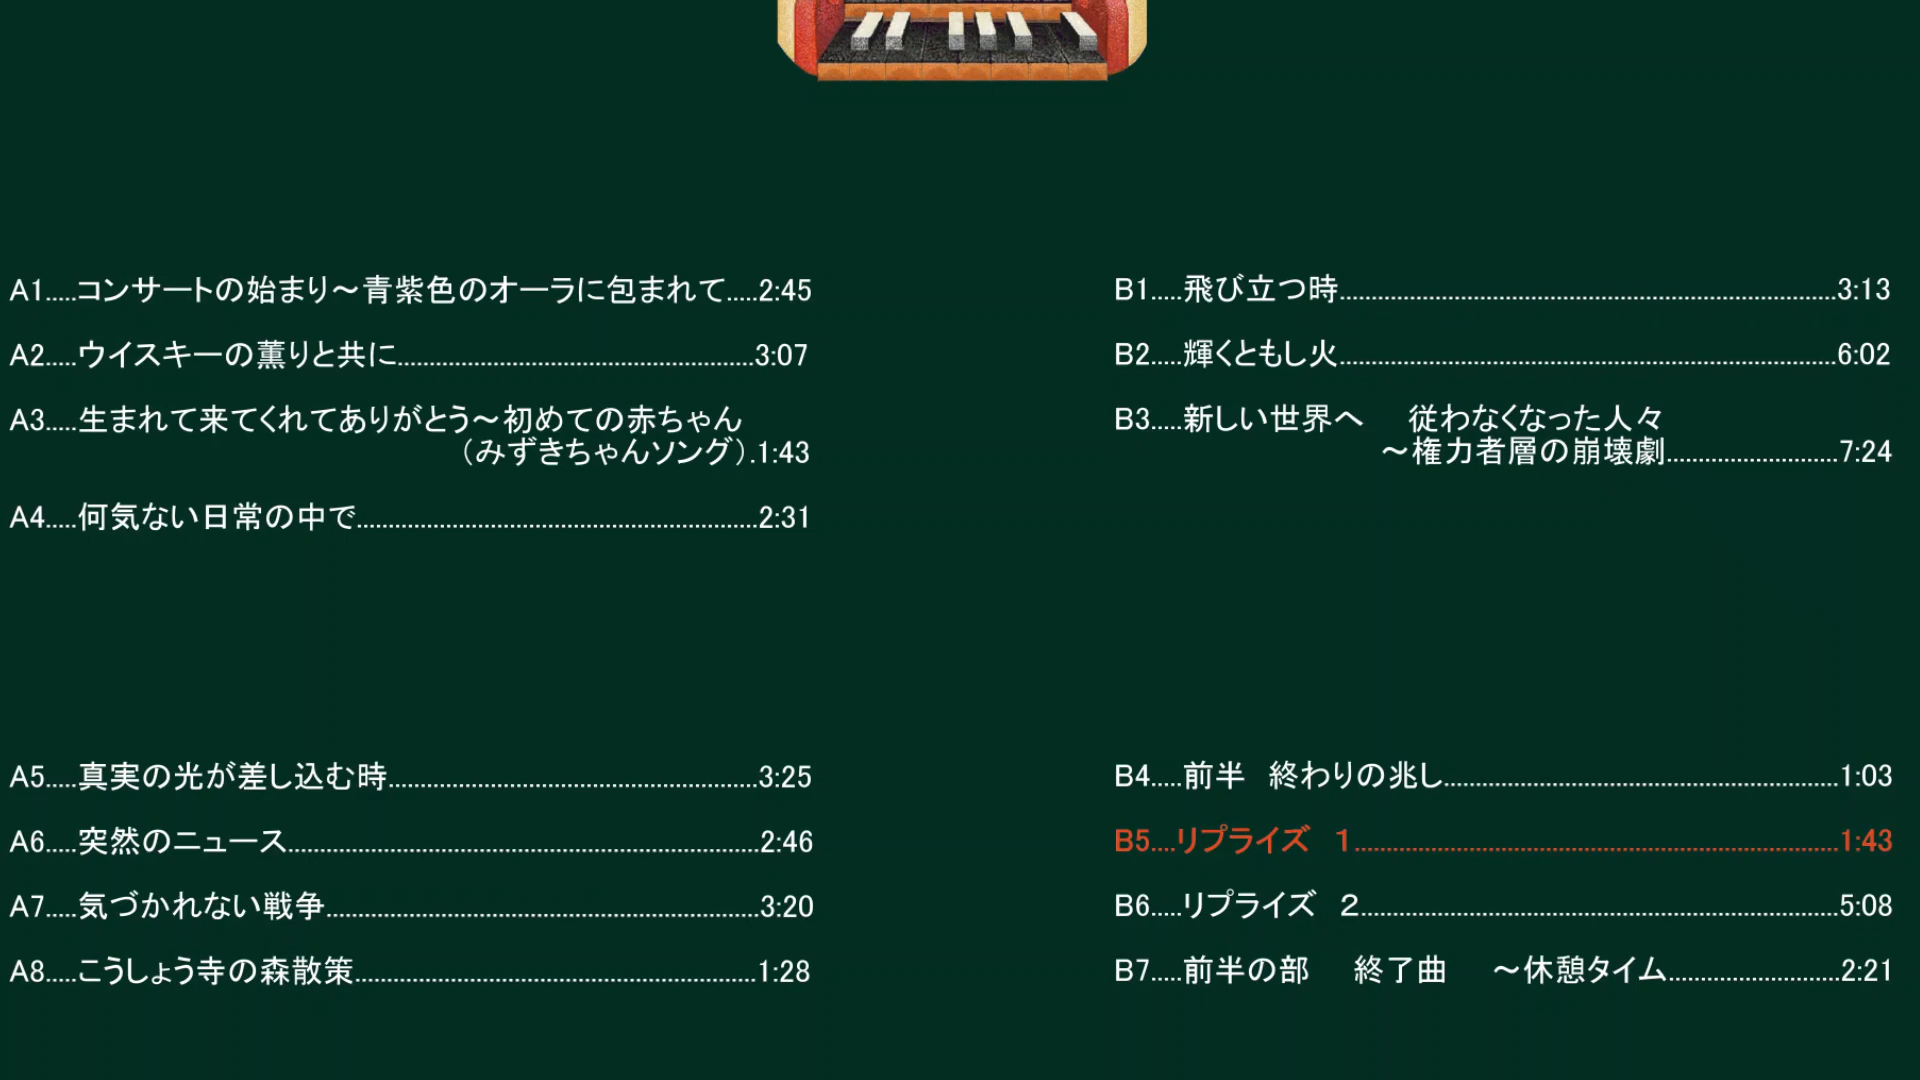 A1.....コンサートの始まり～青紫色のオーラに包まれて.....2:45
A2.....ウイスキーの薫りと共に..............................................3:07
A3.....生まれて来てくれてありがとう～初めての赤ちゃん
（みずきちゃんソング）.1:43
A4.....何気ない日常の中で....................................................2:31
A5.....真実の光が差し込む時................................................3:25
A6.....突然のニュース.............................................................2:46
A7.....気づかれない戦争........................................................3:20
A8.....こうしょう寺の森散策....................................................1:28
B1.....飛び立つ時................................................................3:13
B2.....輝くともし火................................................................6:02
B3.....新しい世界へ　従わなくなった人々
～権力者層の崩壊劇......................7:24
B4.....前半　終わりの兆し...................................................1:03
B5....リプライズ　１...............................................................1:43
B6.....リプライズ　２..............................................................5:08
B7.....前半の部　終了曲　～休憩タイム......................2:21